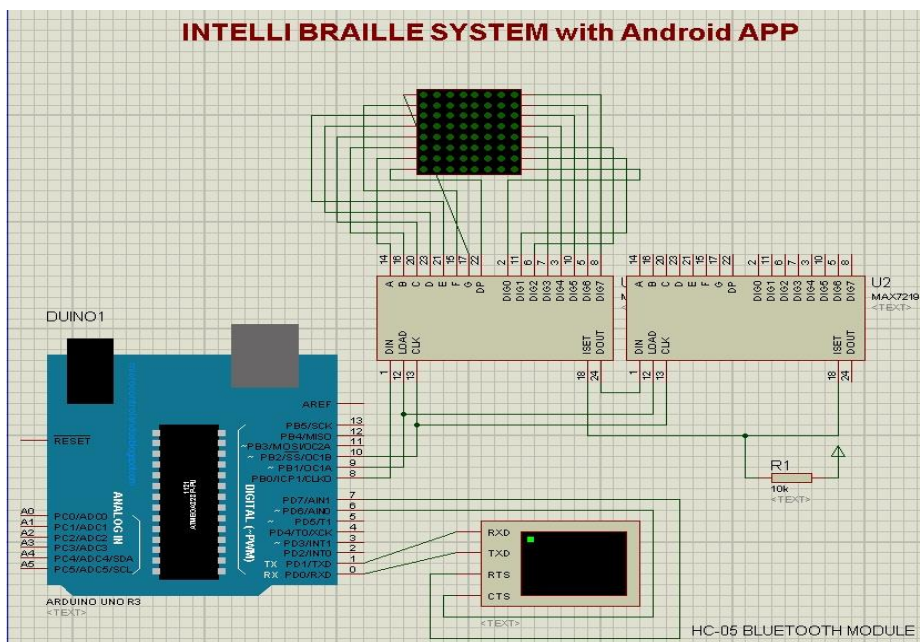 INTELLI BRAILLE SYSTEM with Android APP
14 16 20 23 21 15 17 22 2 11 6 7 3 10 5 8
A B C D E F G DP DIG0 DIG1 DIG2 DIG3 DIG4 DIG5 DIG6 DIG7
DIN LOAD CLK ISET DOUT
1 12 13 18 24
14 16 20 23 21 15 17 22 2 11 6 7 3 10 5 8
A B C D E F G DP DIG0 DIG1 DIG2 DIG3 DIG4 DIG5 DIG6 DIG7
DIN LOAD CLK ISET DOUT
1 12 13 18 24
U2
MAX7219
<TEXT>
DUINO1
AREF
RESET
PB5/SCK 13
PB4/MISO 12
~PB3/MOSI/OC2A 11
~ PB2/SS/OC1B 10
~ PB1/OC1A 9
PB0/ICP1/CLKO 8
PD7/AIN1 7
~ PD6/AIN0 6
~ PD5/T1 5
PD4/T0/XCK 4
~ PD3/INT1 3
PD2/INT0 2
TX PD1/TXD 1
RX PD0/RXD 0
DIGITAL (~PWM)
ANALOG IN
A0 PC0/ADC0
A1 PC1/ADC1
A2 PC2/ADC2
A3 PC3/ADC3
A4 PC4/ADC4/SDA
A5 PC5/ADC5/SCL
1121
ARDUINO UNO R3
<TEXT>
R1
10k
<TEXT>
RXD
TXD
RTS
CTS
<TEXT>
HC-05 BLUETOOTH MODULE